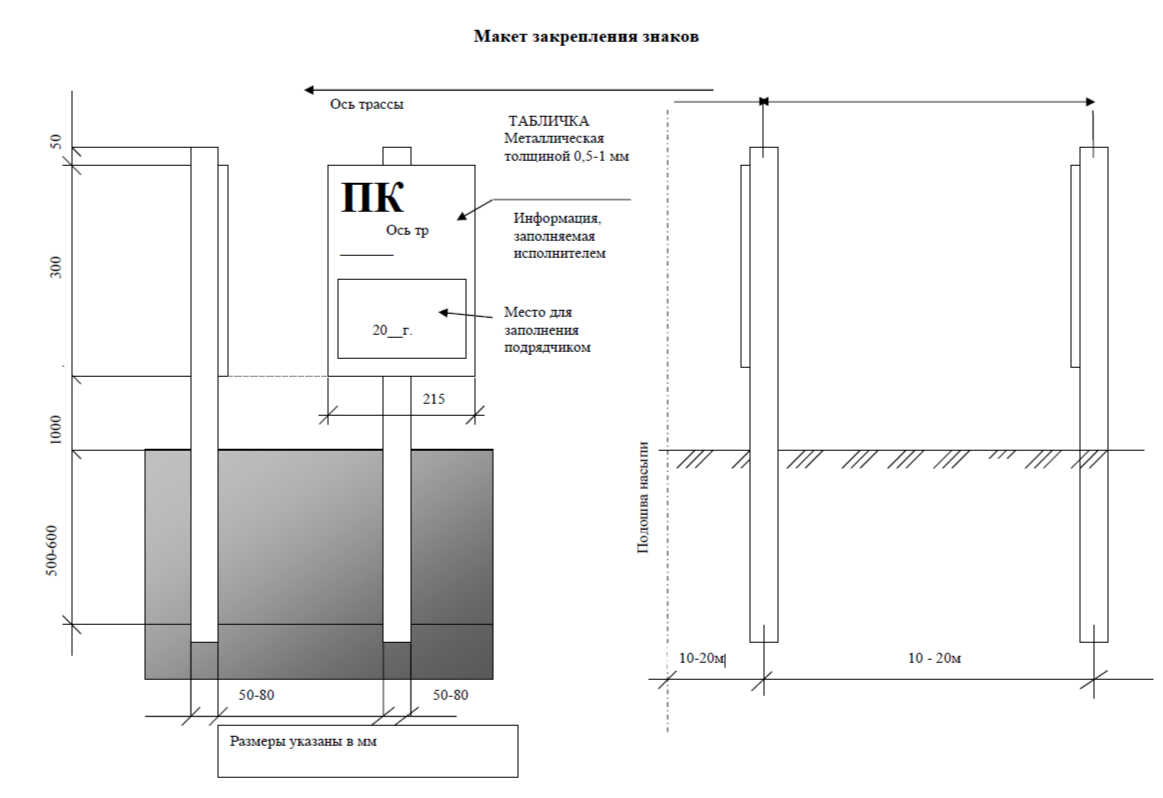 Макет закрепления знаков
Ось трассы
ТАБЛИЧКА
Металлическая
толщиной 0,5-1 мм
50
ПК
Ось тр
Информация,
заполняемая
исполнителем
300
Место для
заполнения
подрядчиком
20__г.
215
1000
Подошва насыпи
500-600
10-20м
10 - 20м
50-80
50-80
Размеры указаны в мм